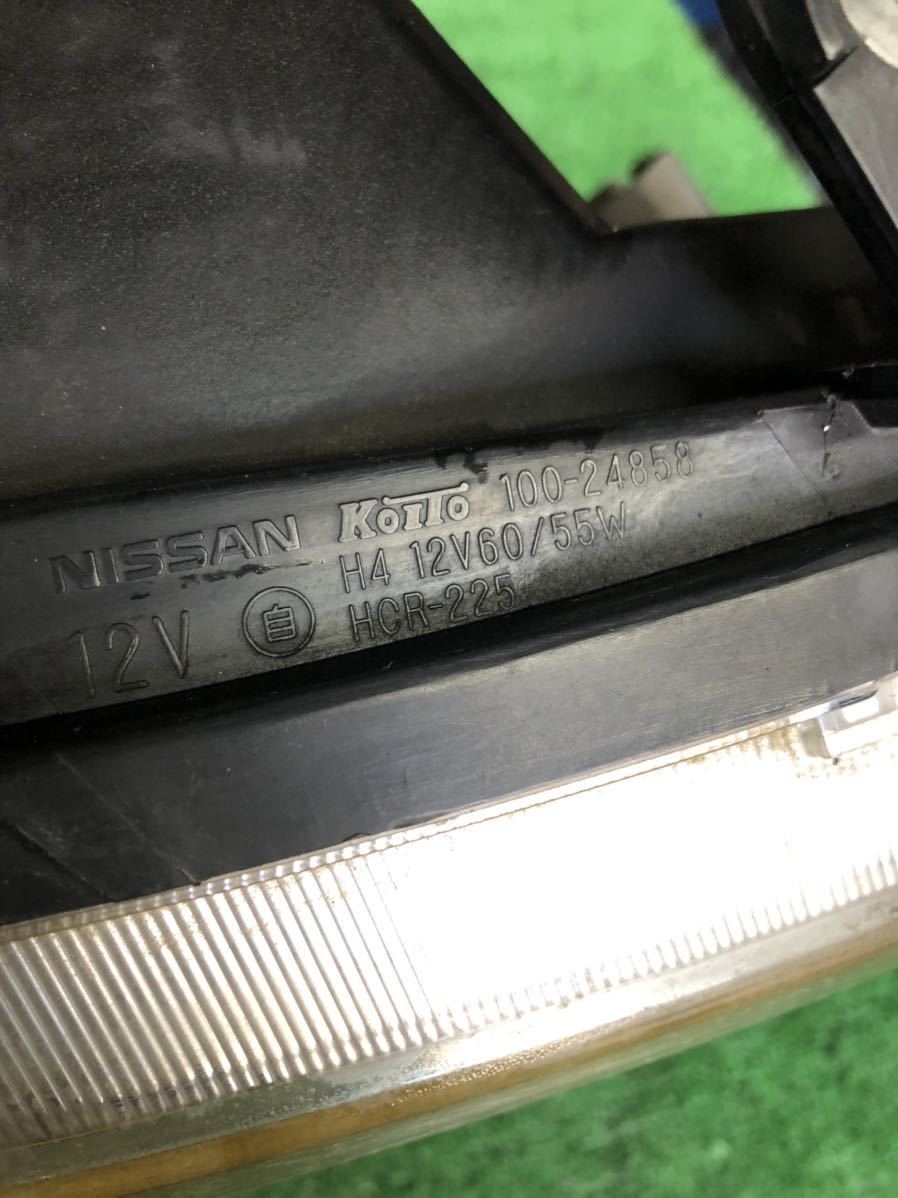 NISSAN KOITO 100-24858
H4 12V60/55W
12V 自 HCR-225